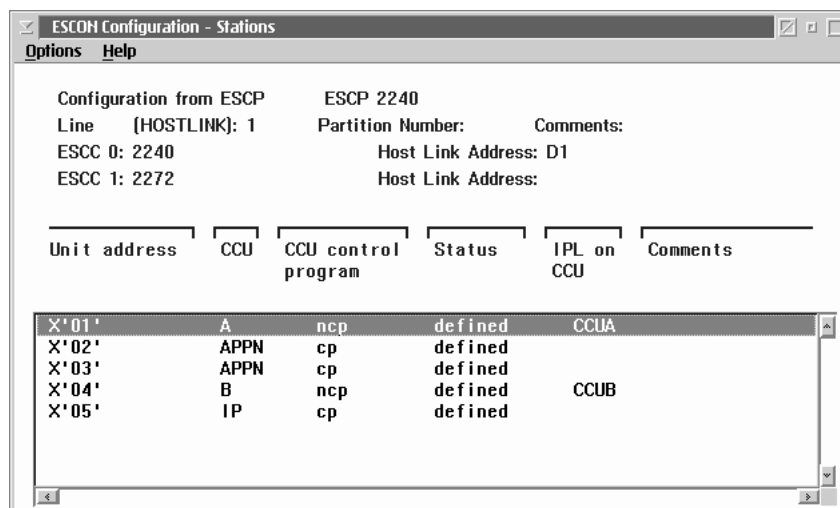 ESCON Configuration - Stations
Options Help
Configuration from ESCP ESCP 2240
Line (HOSTLINK): 1 Partition Number: Comments:
ESCC 0: 2240 Host Link Address: D1
ESCC 1: 2272 Host Link Address:
Unit address CCU CCU control Status IPL on Comments
program CCU
X'01' A ncp defined CCUA
X'02' APPN cp defined
X'03' APPN cp defined
X'04' B ncp defined CCUB
X'05' IP cp defined